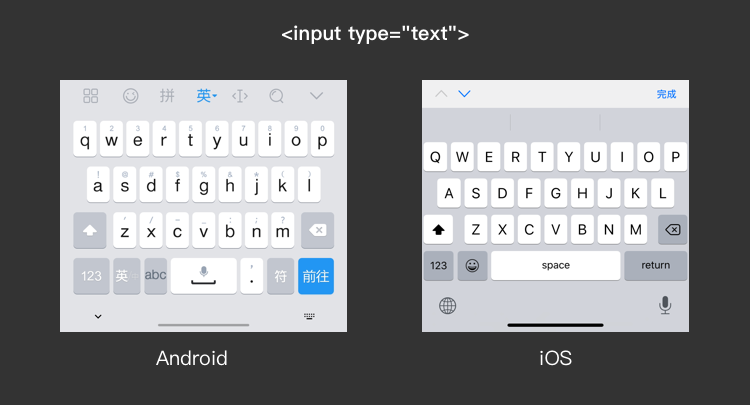 <input type="text">
拼 英
1 2 3 4 5 6 7 8 9 0
q w e r t y u i o p
a s d f g h j k l
z x c v b n m
123 英 abc . 符 前往
Android
完成
Q W E R T Y U I O P
A S D F G H J K L
Z X C V B N M
123 space return
iOS